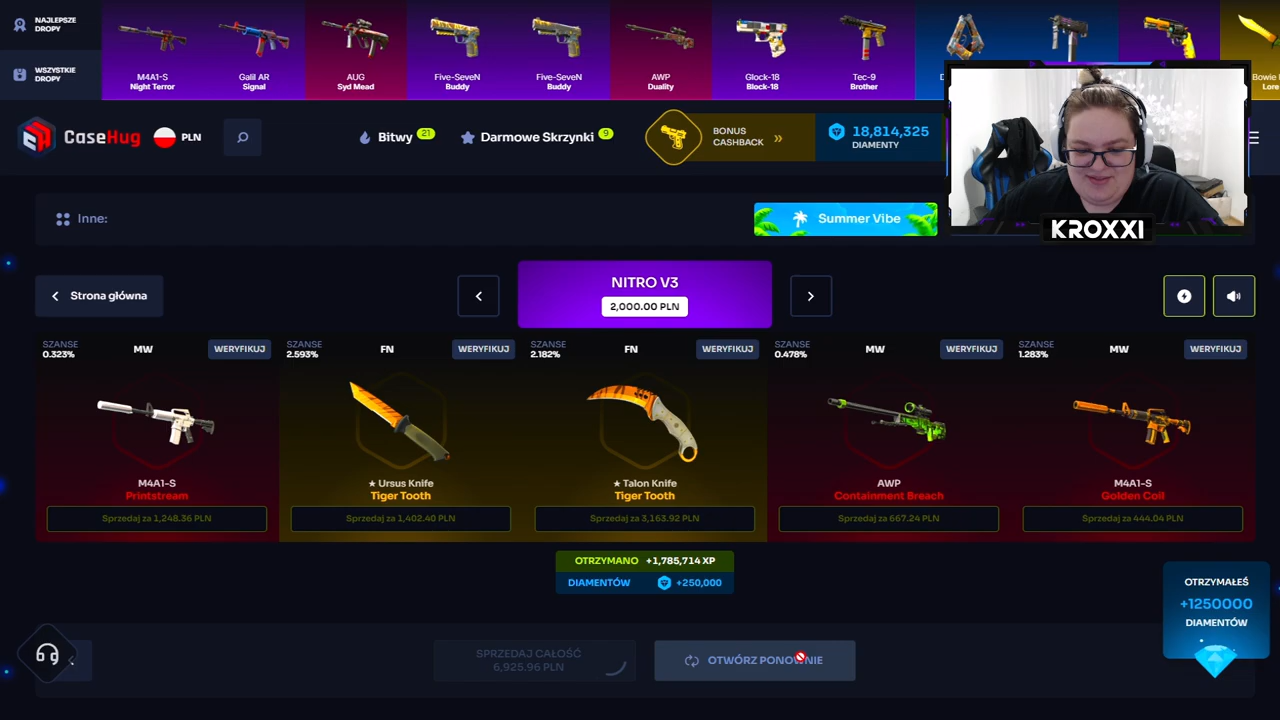 NAJLEPSZE
DROPY
WSZYSTKIE
DROPY
M4A1-S
Night Terror
Galil AR
Signal
AUG
Syd Mead
Five-SeveN
Buddy
Five-SeveN
Buddy
AWP
Duality
Glock-18
Block-18
Tec-9
Brother
Lore
CaseHug
PLN
Bitwy 21
Darmowe Skrzynki 9
BONUS
CASHBACK
18,814,325
DIAMENTY
KROXXI
Inne:
Summer Vibe
Strona główna
NITRO V3
2,000.00 PLN
SZANSE
0.323%
MW
WERYFIKUJ
M4A1-S
Printstream
Sprzedaj za 1,248.36 PLN
SZANSE
2.593%
FN
WERYFIKUJ
★ Ursus Knife
Tiger Tooth
Sprzedaj za 1,402.40 PLN
SZANSE
2.182%
FN
WERYFIKUJ
★ Talon Knife
Tiger Tooth
Sprzedaj za 3,163.92 PLN
SZANSE
0.478%
MW
WERYFIKUJ
AWP
Containment Breach
Sprzedaj za 667.24 PLN
SZANSE
1.283%
MW
WERYFIKUJ
M4A1-S
Golden Coil
Sprzedaj za 444.04 PLN
OTRZYMANO +1,785,714 XP
DIAMENTÓW +250,000
OTRZYMAŁEŚ
+1250000
DIAMENTÓW
SPRZEDAJ CAŁOŚĆ
6,925.96 PLN
OTWÓRZ PONOWNIE